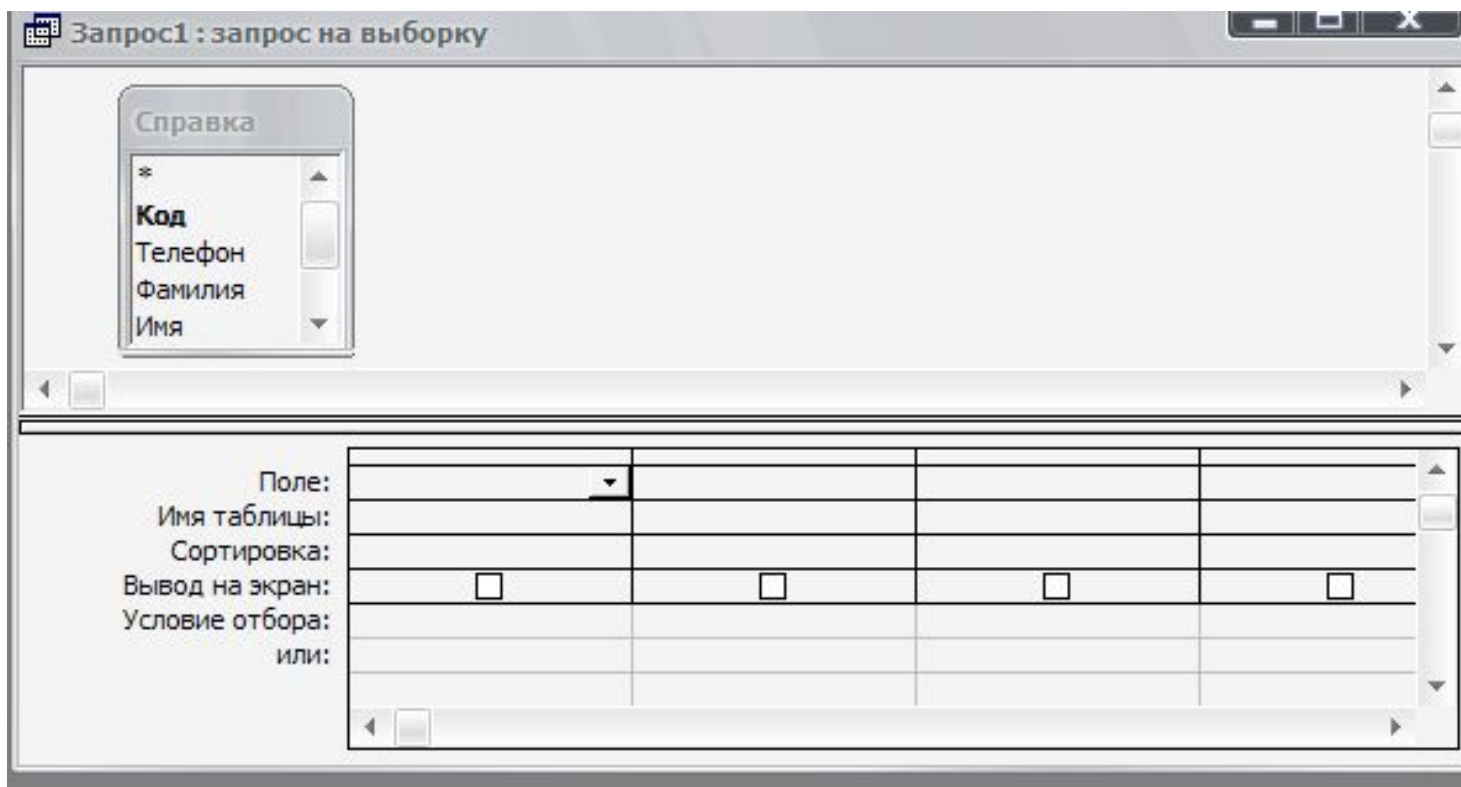 Запрос1 : запрос на выборку
Справка
*
Код
Телефон
Фамилия
Имя
Поле:
Имя таблицы:
Сортировка:
Вывод на экран:
Условие отбора:
или: